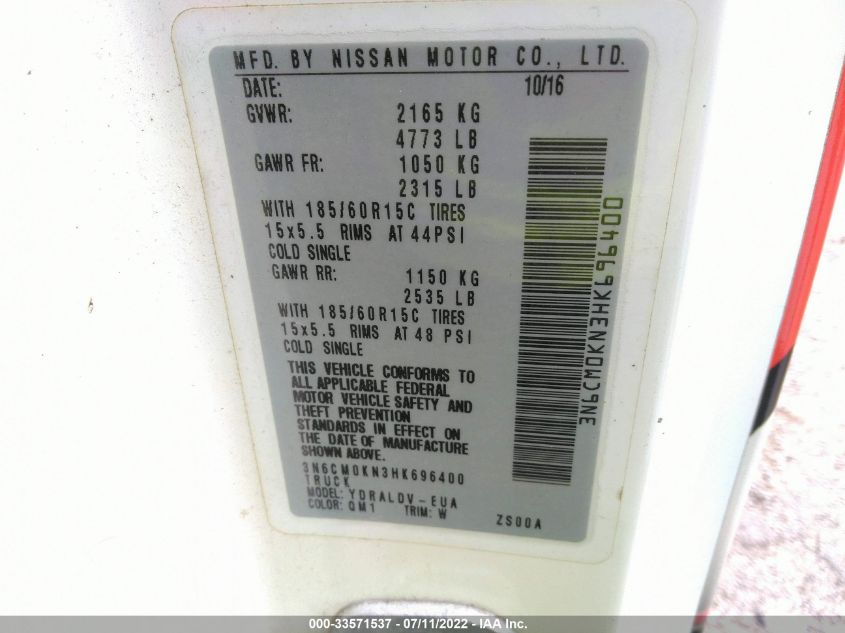 MFD. BY NISSAN MOTOR CO., LTD.
DATE: 10/16
GVWR: 2165 KG
4773 LB
GAWR FR: 1050 KG
2315 LB
WITH 185/60R15C TIRES
15x5.5 RIMS AT 44PSI
COLD SINGLE
GAWR RR: 1150 KG
2535 LB
WITH 185/60R15C TIRES
15x5.5 RIMS AT 48 PSI
COLD SINGLE
THIS VEHICLE CONFORMS TO
ALL APPLICABLE FEDERAL
MOTOR VEHICLE SAFETY AND
THEFT PREVENTION
STANDARDS IN EFFECT ON
THE DATE OF MANUFACTURE
SHOWN ABOVE.
3N6CM0KN3HK696400
TRUCK
MODEL: YDRALDV-EUA
COLOR: QM1 TRIM: W ZS00A
3N6CM0KN3HK696400
000-33571537 - 07/11/2022 - IAA Inc.